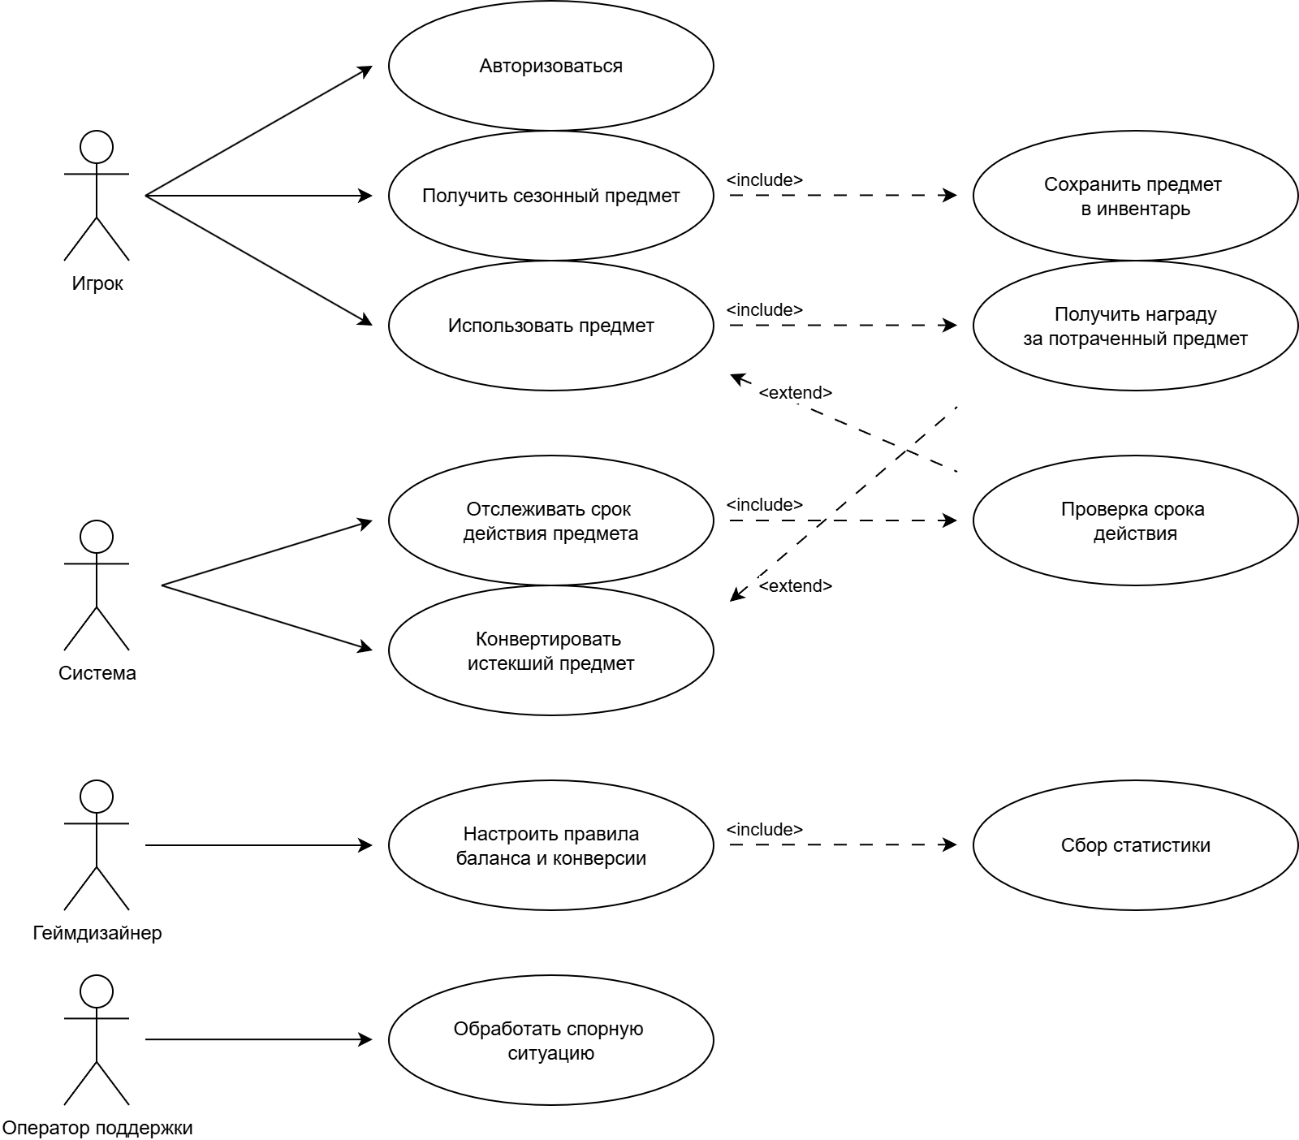 Авторизоваться
Получить сезонный предмет
<include>
Сохранить предмет
в инвентарь
Игрок
Использовать предмет
<include>
Получить награду
за потраченный предмет
<extend>
Отслеживать срок
действия предмета
<include>
Проверка срока
действия
<extend>
Система
Конвертировать
истекший предмет
Настроить правила
баланса и конверсии
<include>
Сбор статистики
Геймдизайнер
Обработать спорную
ситуацию
Оператор поддержки